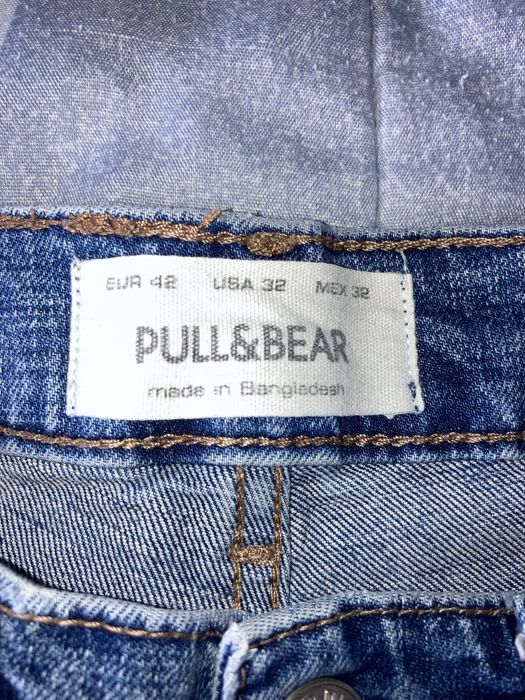 EUR 42 USA 32 MEX 32
PULL&BEAR
made in Bangladesh